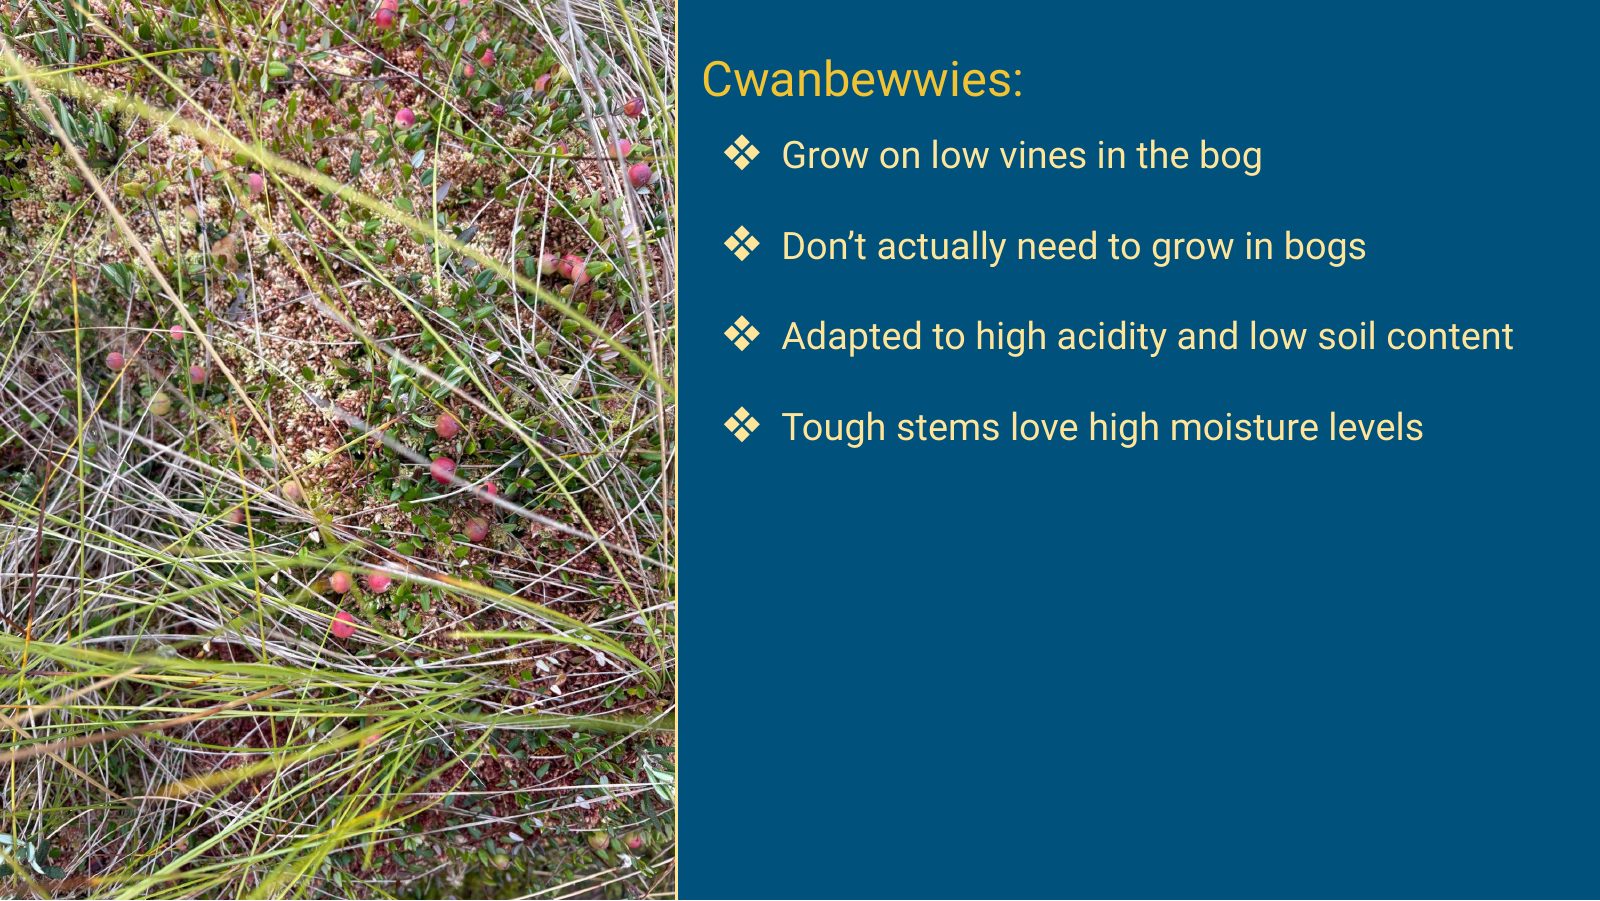 Cwanbewwies:
❖ Grow on low vines in the bog
❖ Don’t actually need to grow in bogs
❖ Adapted to high acidity and low soil content
❖ Tough stems love high moisture levels